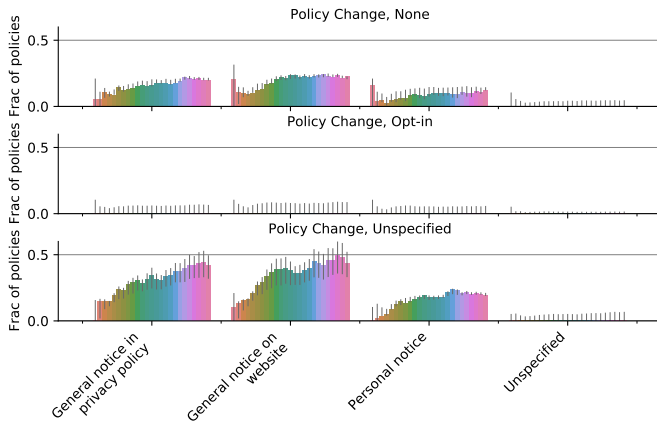 Policy Change, None
Frac of policies
0.5
0.0
Policy Change, Opt-in
Frac of policies
0.5
0.0
Policy Change, Unspecified
Frac of policies
0.5
0.0
General notice in
privacy policy
General notice on
website
Personal notice
Unspecified